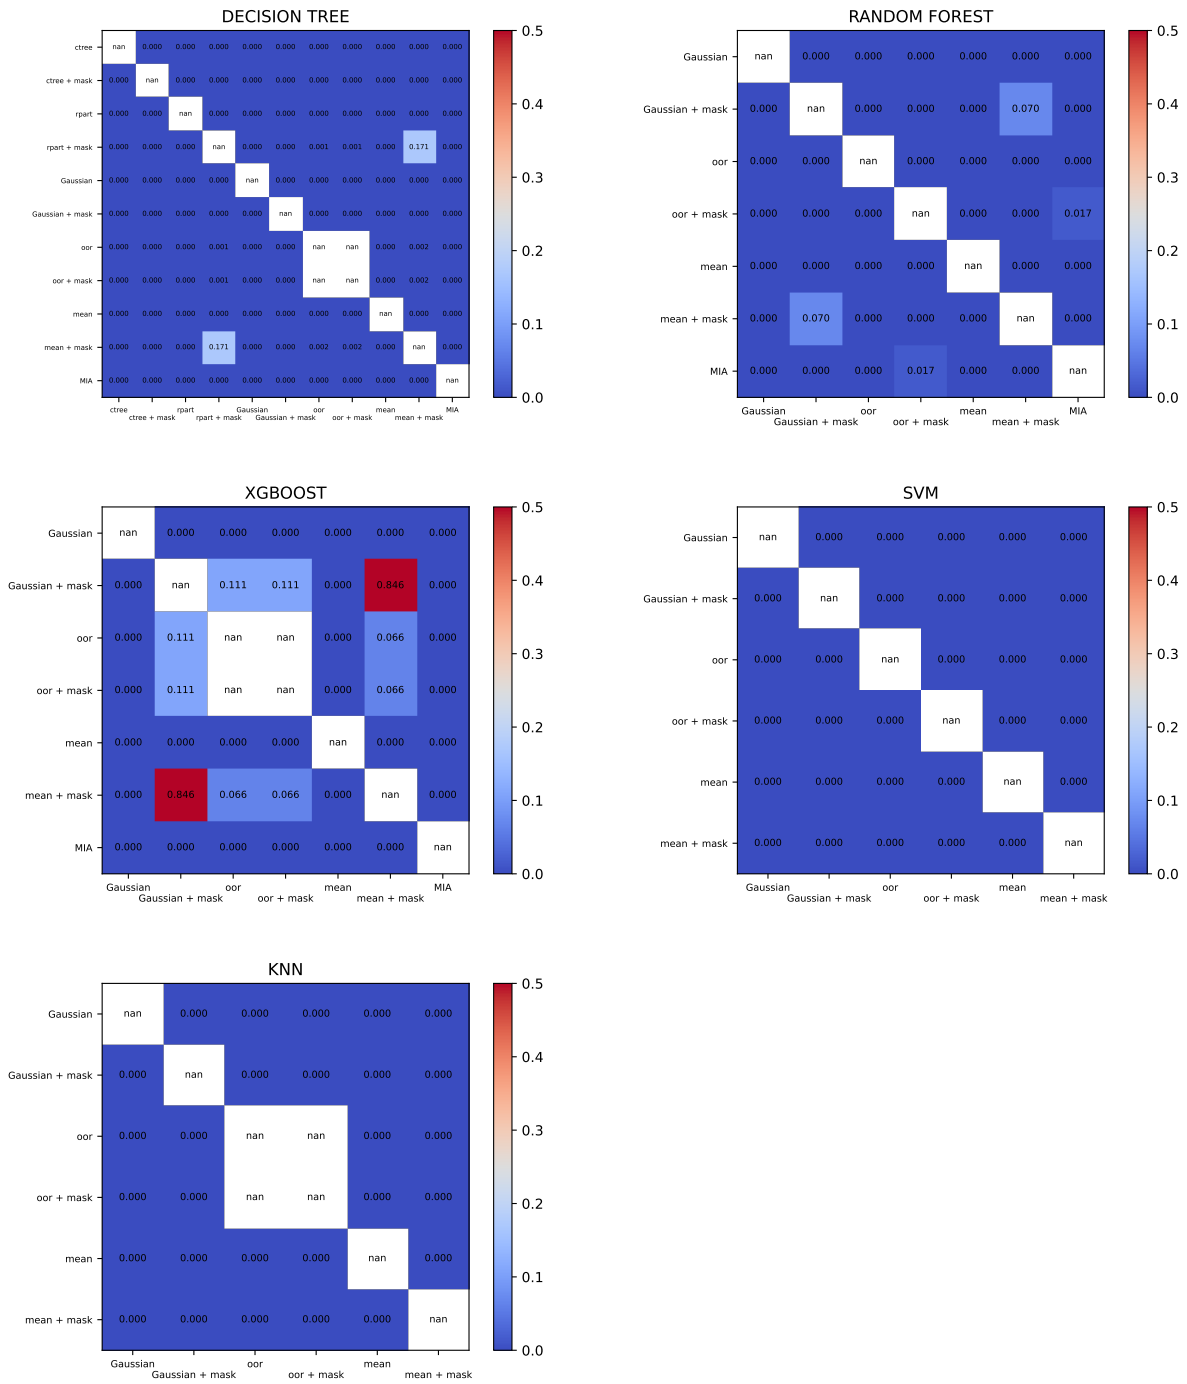 DECISION TREE
ctree nan 0.000 0.000 0.000 0.000 0.000 0.000 0.000 0.000 0.000 0.000
ctree + mask 0.000 nan 0.000 0.000 0.000 0.000 0.000 0.000 0.000 0.000 0.000
rpart 0.000 0.000 nan 0.000 0.000 0.000 0.000 0.000 0.000 0.000 0.000
rpart + mask 0.000 0.000 0.000 nan 0.000 0.000 0.001 0.001 0.000 0.171 0.000
Gaussian 0.000 0.000 0.000 0.000 nan 0.000 0.000 0.000 0.000 0.000 0.000
Gaussian + mask 0.000 0.000 0.000 0.000 0.000 nan 0.000 0.000 0.000 0.000 0.000
oor 0.000 0.000 0.000 0.001 0.000 0.000 nan nan 0.000 0.002 0.000
oor + mask 0.000 0.000 0.000 0.001 0.000 0.000 nan nan 0.000 0.002 0.000
mean 0.000 0.000 0.000 0.000 0.000 0.000 0.000 0.000 nan 0.000 0.000
mean + mask 0.000 0.000 0.000 0.171 0.000 0.000 0.002 0.002 0.000 nan 0.000
MIA 0.000 0.000 0.000 0.000 0.000 0.000 0.000 0.000 0.000 0.000 nan
ctree rpart Gaussian oor mean MIA
ctree + mask rpart + mask Gaussian + mask oor + mask mean + mask
0.5
0.4
0.3
0.2
0.1
0.0
RANDOM FOREST
Gaussian nan 0.000 0.000 0.000 0.000 0.000 0.000
Gaussian + mask 0.000 nan 0.000 0.000 0.000 0.070 0.000
oor 0.000 0.000 nan 0.000 0.000 0.000 0.000
oor + mask 0.000 0.000 0.000 nan 0.000 0.000 0.017
mean 0.000 0.000 0.000 0.000 nan 0.000 0.000
mean + mask 0.000 0.070 0.000 0.000 0.000 nan 0.000
MIA 0.000 0.000 0.000 0.017 0.000 0.000 nan
Gaussian oor mean MIA
Gaussian + mask oor + mask mean + mask
0.5
0.4
0.3
0.2
0.1
0.0
XGBOOST
Gaussian nan 0.000 0.000 0.000 0.000 0.000 0.000
Gaussian + mask 0.000 nan 0.111 0.111 0.000 0.846 0.000
oor 0.000 0.111 nan nan 0.000 0.066 0.000
oor + mask 0.000 0.111 nan nan 0.000 0.066 0.000
mean 0.000 0.000 0.000 0.000 nan 0.000 0.000
mean + mask 0.000 0.846 0.066 0.066 0.000 nan 0.000
MIA 0.000 0.000 0.000 0.000 0.000 0.000 nan
Gaussian oor mean MIA
Gaussian + mask oor + mask mean + mask
0.5
0.4
0.3
0.2
0.1
0.0
SVM
Gaussian nan 0.000 0.000 0.000 0.000 0.000
Gaussian + mask 0.000 nan 0.000 0.000 0.000 0.000
oor 0.000 0.000 nan 0.000 0.000 0.000
oor + mask 0.000 0.000 0.000 nan 0.000 0.000
mean 0.000 0.000 0.000 0.000 nan 0.000
mean + mask 0.000 0.000 0.000 0.000 0.000 nan
Gaussian oor mean
Gaussian + mask oor + mask mean + mask
0.5
0.4
0.3
0.2
0.1
0.0
KNN
Gaussian nan 0.000 0.000 0.000 0.000 0.000
Gaussian + mask 0.000 nan 0.000 0.000 0.000 0.000
oor 0.000 0.000 nan nan 0.000 0.000
oor + mask 0.000 0.000 nan nan 0.000 0.000
mean 0.000 0.000 0.000 0.000 nan 0.000
mean + mask 0.000 0.000 0.000 0.000 0.000 nan
Gaussian oor mean
Gaussian + mask oor + mask mean + mask
0.5
0.4
0.3
0.2
0.1
0.0